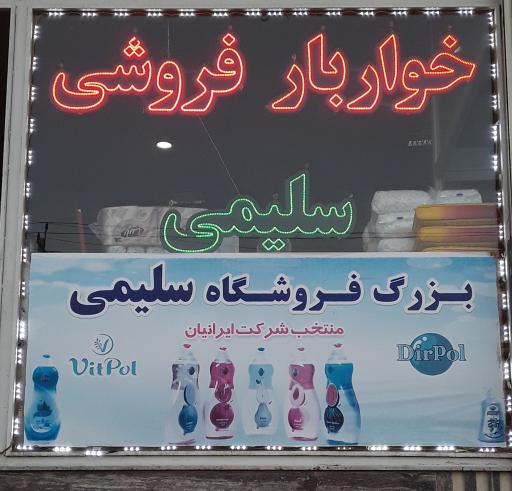 خواربار فروشی
سلیمی
بزرگ فروشگاه سلیمی
منتخب شرکت ایرانیان
VitPol
DirPol